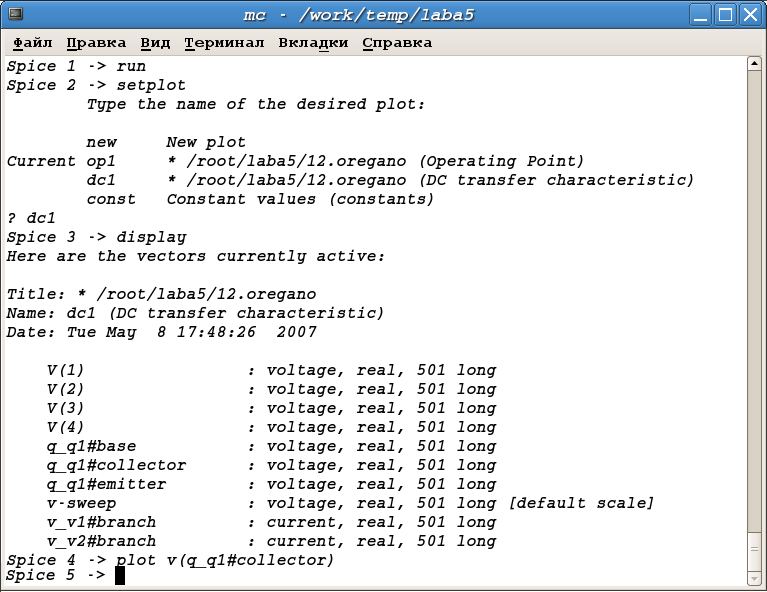 mc - /work/temp/laba5
Файл Правка Вид Терминал Вкладки Справка
Spice 1 -> run
Spice 2 -> setplot
        Type the name of the desired plot:
        new     New plot
Current op1     * /root/laba5/12.oregano (Operating Point)
        dc1     * /root/laba5/12.oregano (DC transfer characteristic)
        const   Constant values (constants)
? dc1
Spice 3 -> display
Here are the vectors currently active:
Title: * /root/laba5/12.oregano
Name: dc1 (DC transfer characteristic)
Date: Tue May  8 17:48:26  2007
    V(1)                : voltage, real, 501 long
    V(2)                : voltage, real, 501 long
    V(3)                : voltage, real, 501 long
    V(4)                : voltage, real, 501 long
    q_q1#base           : voltage, real, 501 long
    q_q1#collector      : voltage, real, 501 long
    q_q1#emitter        : voltage, real, 501 long
    v-sweep             : voltage, real, 501 long [default scale]
    v_v1#branch         : current, real, 501 long
    v_v2#branch         : current, real, 501 long
Spice 4 -> plot v(q_q1#collector)
Spice 5 ->